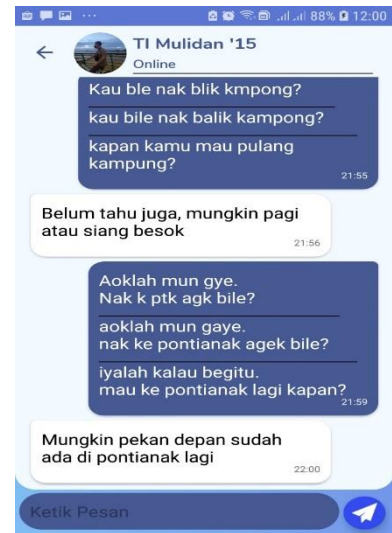 88% 12:00
TI Mulidan '15
Online
Kau ble nak blik kmpong?
kau bile nak balik kampong?
kapan kamu mau pulang
kampung?
21:55
Belum tahu juga, mungkin pagi
atau siang besok
21:56
Aoklah mun gye.
Nak k ptk agk bile?
aoklah mun gaye.
nak ke pontianak agek bile?
iyalah kalau begitu.
mau ke pontianak lagi kapan?
21:59
Mungkin pekan depan sudah
ada di pontianak lagi
22:00
Ketik Pesan